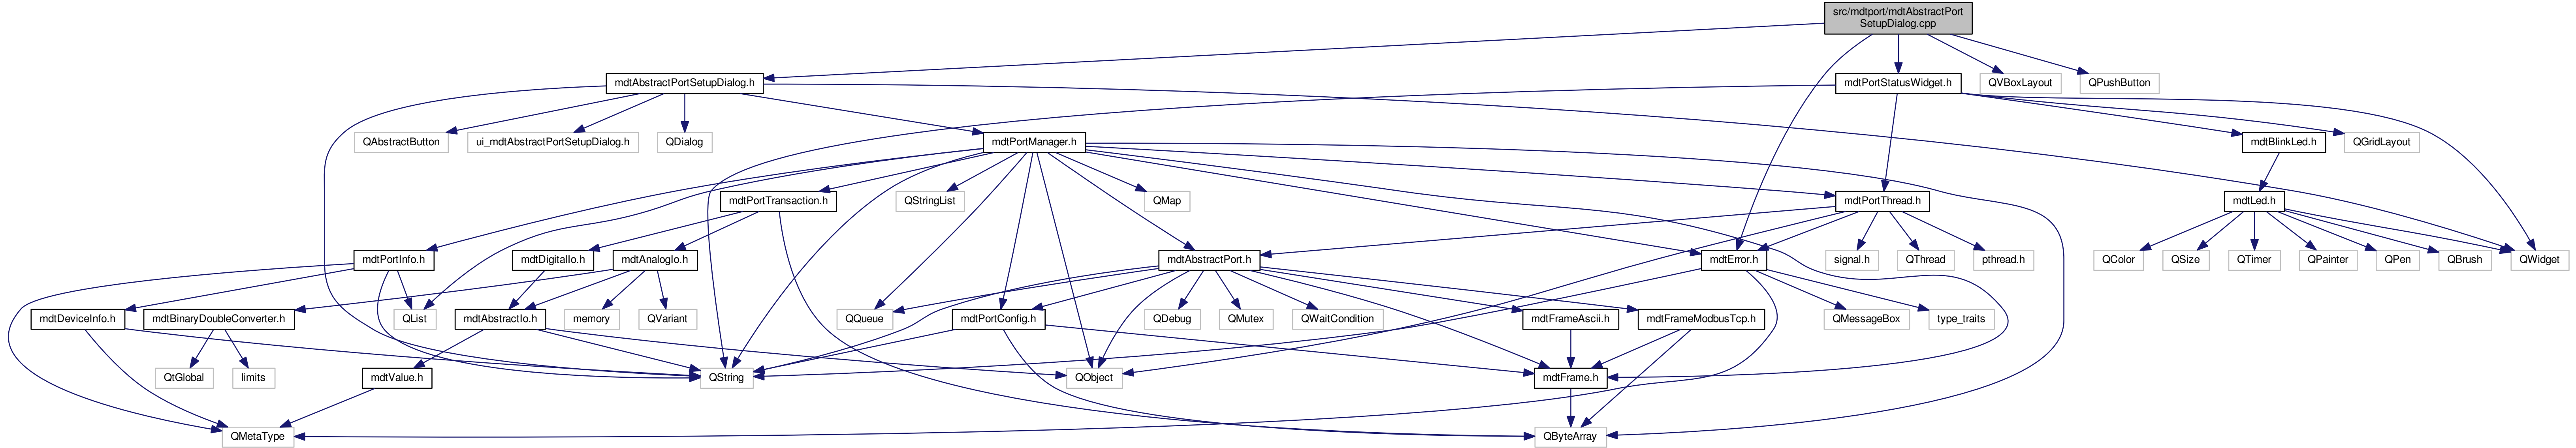 src/mdtport/mdtAbstractPort
SetupDialog.cpp
mdtAbstractPortSetupDialog.h
mdtPortStatusWidget.h
QVBoxLayout
QPushButton
QAbstractButton
ui_mdtAbstractPortSetupDialog.h
QDialog
mdtPortManager.h
mdtBlinkLed.h
QGridLayout
mdtPortTransaction.h
QStringList
QMap
mdtPortThread.h
mdtLed.h
mdtPortInfo.h
mdtDigitalIo.h
mdtAnalogIo.h
mdtAbstractPort.h
mdtError.h
signal.h
QThread
pthread.h
QColor
QSize
QTimer
QPainter
QPen
QBrush
QWidget
mdtDeviceInfo.h
mdtBinaryDoubleConverter.h
QList
mdtAbstractIo.h
memory
QVariant
QQueue
mdtPortConfig.h
QDebug
QMutex
QWaitCondition
mdtFrameAscii.h
mdtFrameModbusTcp.h
QMessageBox
type_traits
QtGlobal
limits
mdtValue.h
QString
QObject
mdtFrame.h
QMetaType
QByteArray